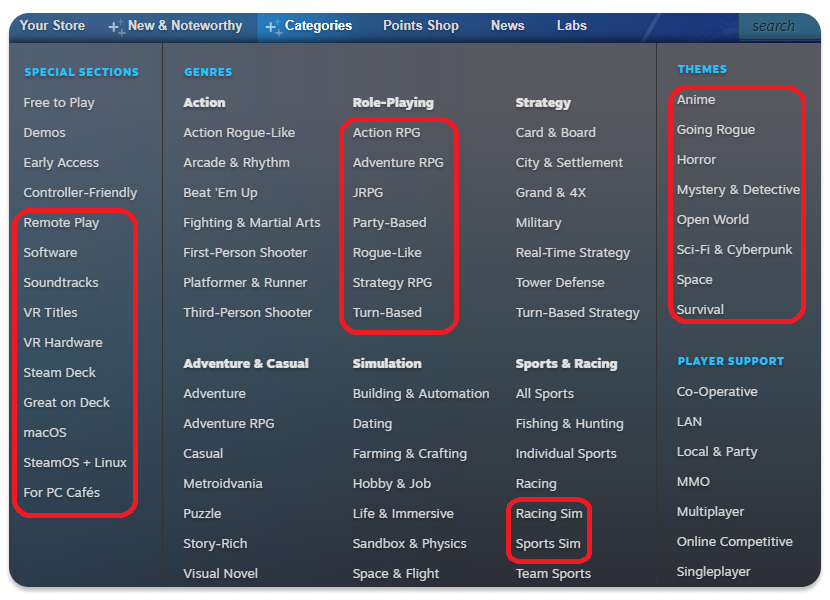 Your Store
New & Noteworthy
Categories
Points Shop
News
Labs
search
SPECIAL SECTIONS
Free to Play
Demos
Early Access
Controller-Friendly
Remote Play
Software
Soundtracks
VR Titles
VR Hardware
Steam Deck
Great on Deck
macOS
SteamOS + Linux
For PC Cafés
GENRES
Action
Action Rogue-Like
Arcade & Rhythm
Beat 'Em Up
Fighting & Martial Arts
First-Person Shooter
Platformer & Runner
Third-Person Shooter
Adventure & Casual
Adventure
Adventure RPG
Casual
Metroidvania
Puzzle
Story-Rich
Visual Novel
Role-Playing
Action RPG
Adventure RPG
JRPG
Party-Based
Rogue-Like
Strategy RPG
Turn-Based
Simulation
Building & Automation
Dating
Farming & Crafting
Hobby & Job
Life & Immersive
Sandbox & Physics
Space & Flight
Strategy
Card & Board
City & Settlement
Grand & 4X
Military
Real-Time Strategy
Tower Defense
Turn-Based Strategy
Sports & Racing
All Sports
Fishing & Hunting
Individual Sports
Racing
Racing Sim
Sports Sim
Team Sports
THEMES
Anime
Going Rogue
Horror
Mystery & Detective
Open World
Sci-Fi & Cyberpunk
Space
Survival
PLAYER SUPPORT
Co-Operative
LAN
Local & Party
MMO
Multiplayer
Online Competitive
Singleplayer